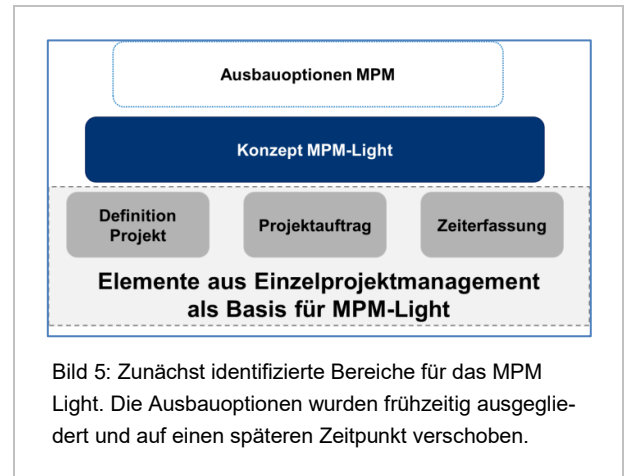 Ausbauoptionen MPM
Konzept MPM-Light
Definition
Projekt
Projektauftrag
Zeiterfassung
Elemente aus Einzelprojektmanagement
als Basis für MPM-Light
Bild 5: Zunächst identifizierte Bereiche für das MPM
Light. Die Ausbauoptionen wurden frühzeitig ausgeglie-
dert und auf einen späteren Zeitpunkt verschoben.